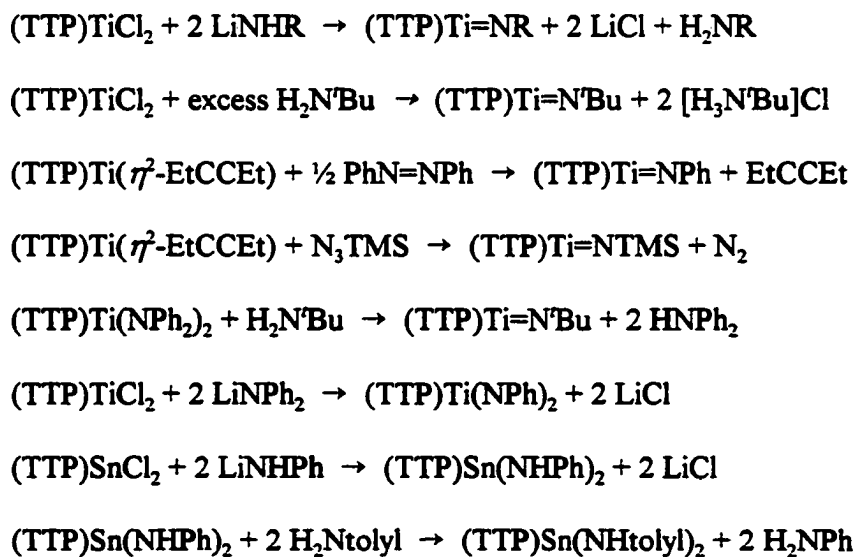 (TTP)TiCl₂ + 2 LiNHR → (TTP)Ti=NR + 2 LiCl + H₂NR
(TTP)TiCl₂ + excess H₂NᵗBu → (TTP)Ti=NᵗBu + 2 [H₃NᵗBu]Cl
(TTP)Ti(η²-EtCCEt) + ½ PhN=NPh → (TTP)Ti=NPh + EtCCEt
(TTP)Ti(η²-EtCCEt) + N₃TMS → (TTP)Ti=NTMS + N₂
(TTP)Ti(NPh₂)₂ + H₂NᵗBu → (TTP)Ti=NᵗBu + 2 HNPh₂
(TTP)TiCl₂ + 2 LiNPh₂ → (TTP)Ti(NPh)₂ + 2 LiCl
(TTP)SnCl₂ + 2 LiNHPh → (TTP)Sn(NHPh)₂ + 2 LiCl
(TTP)Sn(NHPh)₂ + 2 H₂Ntolyl → (TTP)Sn(NHtolyl)₂ + 2 H₂NPh